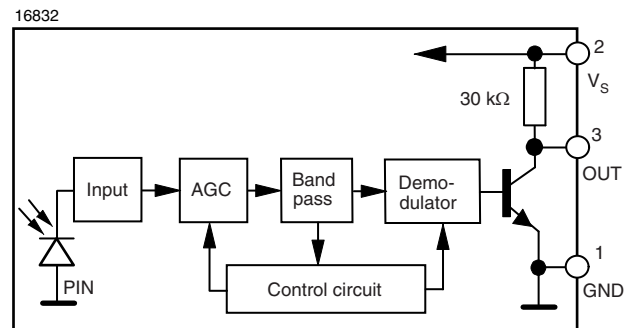 16832
2
V_S
30 kΩ
3
OUT
Input
AGC
Band
pass
Demo-
dulator
1
GND
Control circuit
PIN